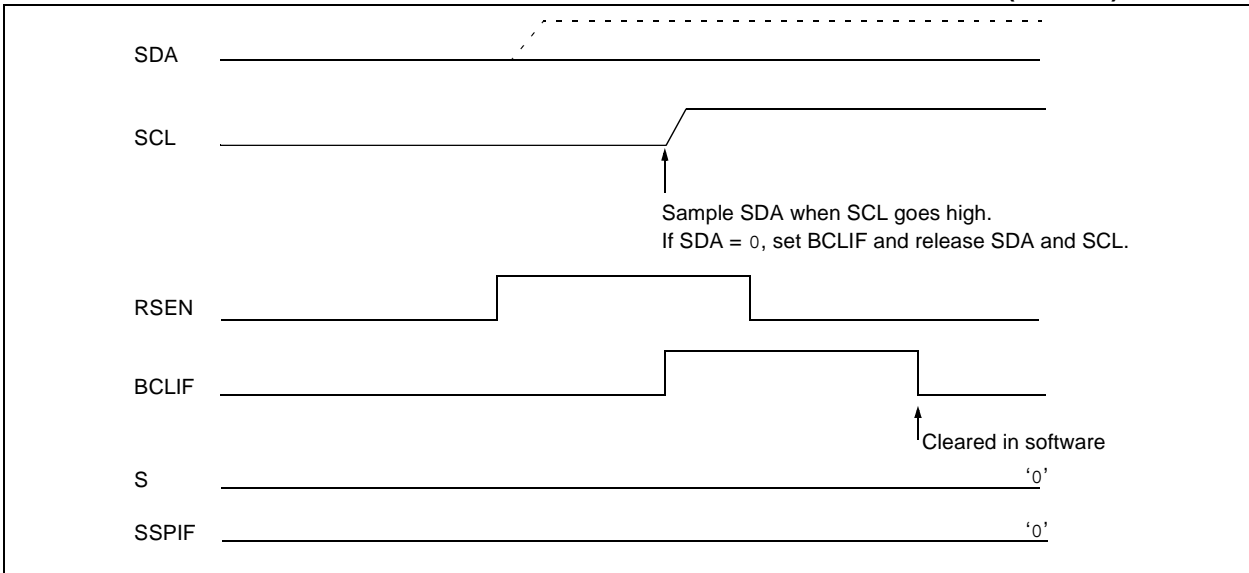 SDA
SCL
Sample SDA when SCL goes high.
If SDA = 0, set BCLIF and release SDA and SCL.
RSEN
BCLIF
Cleared in software
S ‘0’
SSPIF ‘0’